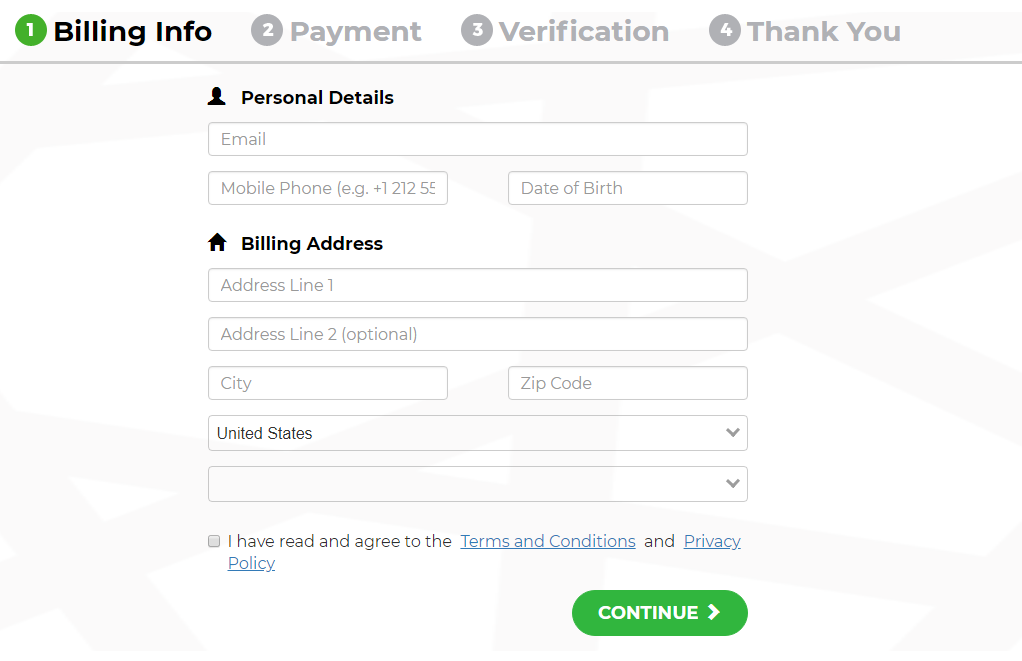 1 Billing Info 2 Payment 3 Verification 4 Thank You
Personal Details
Email
Mobile Phone (e.g. +1 212 55 Date of Birth
Billing Address
Address Line 1
Address Line 2 (optional)
City Zip Code
United States
I have read and agree to the Terms and Conditions and Privacy
Policy
CONTINUE